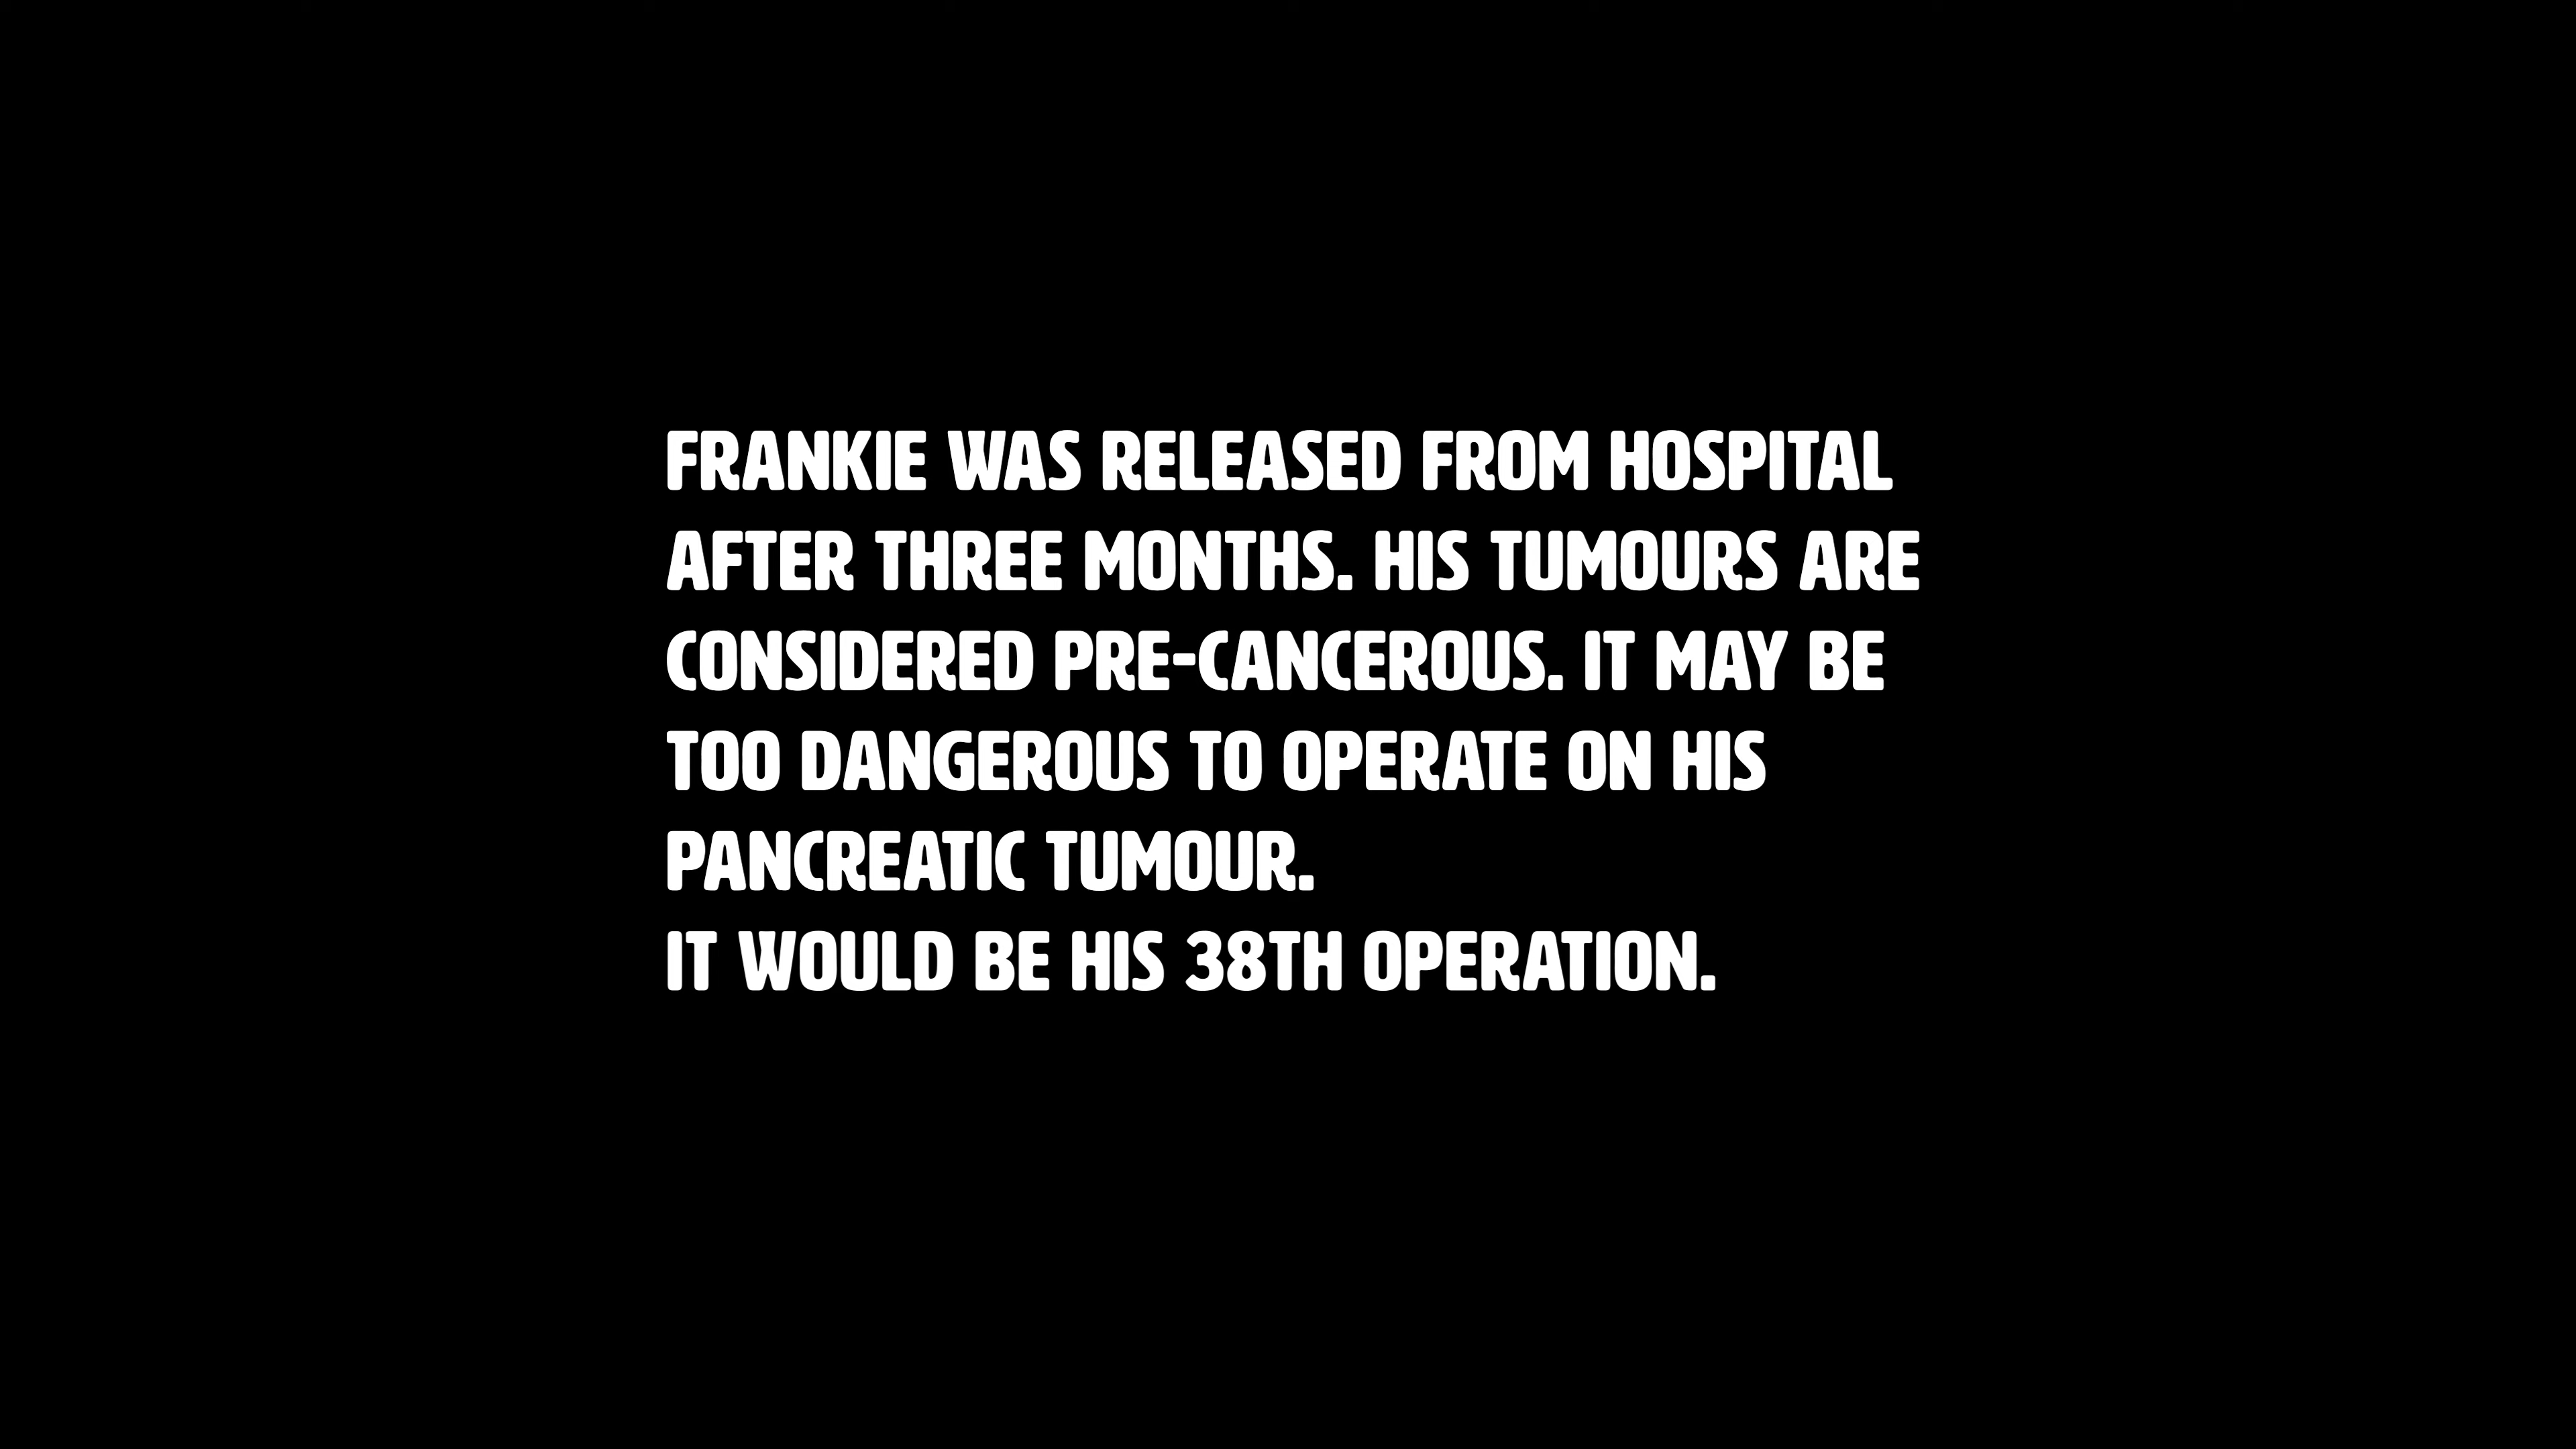 FRANKIE WAS RELEASED FROM HOSPITAL
AFTER THREE MONTHS. HIS TUMOURS ARE
CONSIDERED PRE-CANCEROUS. IT MAY BE
TOO DANGEROUS TO OPERATE ON HIS
PANCREATIC TUMOUR.
IT WOULD BE HIS 38TH OPERATION.